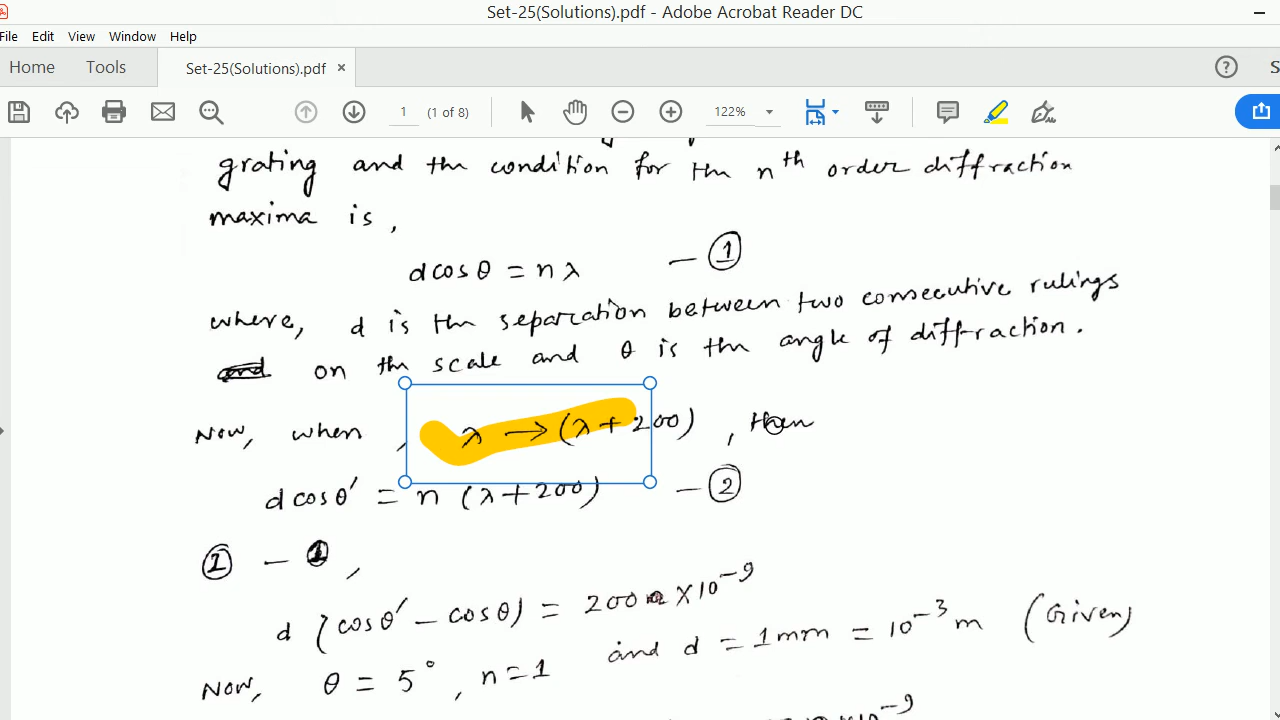 Set-25(Solutions).pdf - Adobe Acrobat Reader DC
File Edit View Window Help
Home Tools Set-25(Solutions).pdf ×
1 (1 of 8) 122%
grating and the condition for the nth order diffraction
maxima is,
d cos θ = n λ — ①
where, d is the separation between two consecutive rulings
on the scale and θ is the angle of diffraction.
Now, when, λ → (λ + 200), then
d cos θ' = n (λ + 200) — ②
② — ①,
d (cos θ' − cos θ) = 200 × 10⁻⁹
and d = 1 mm = 10⁻³ m (Given)
Now, θ = 5°, n = 1